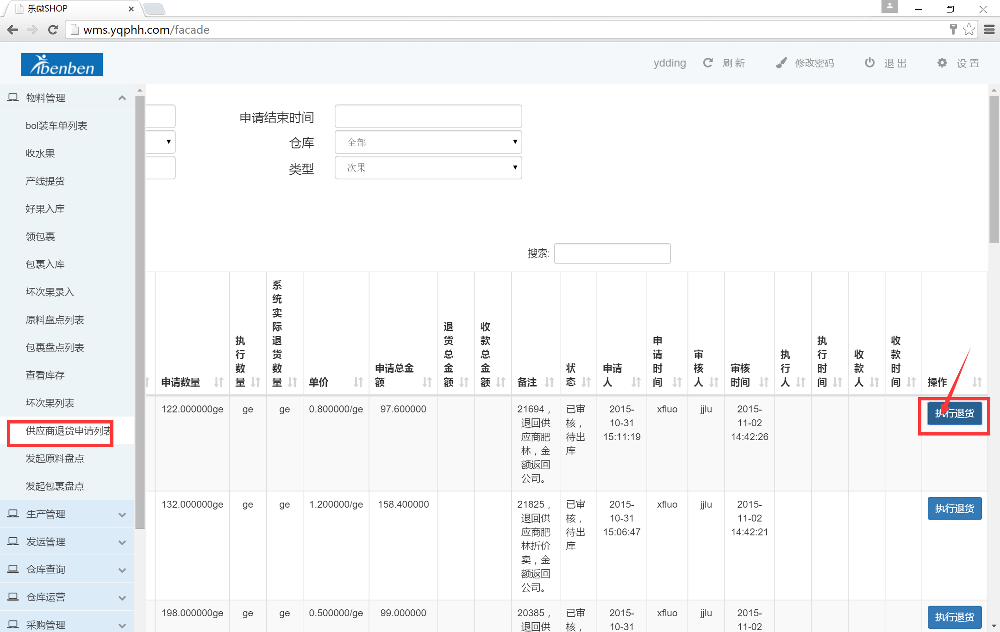 乐微SHOP
wms.yqphh.com/facade
ibenben
ydding
刷 新
修改密码
退 出
设 置
物料管理
bol装车单列表
收水果
产线提货
好果入库
领包裹
包裹入库
坏次果录入
原料盘点列表
包裹盘点列表
查看库存
坏次果列表
供应商退货申请列表
发起原料盘点
发起包裹盘点
生产管理
发运管理
仓库查询
仓库运营
采购管理
申请结束时间
仓库
全部
类型
次果
搜索:
申请数量
执
行
数
量
系
统
实
际
退
货
数
量
单价
申请总金
额
退
货
总
金
额
收
款
总
金
额
备注
状
态
申请
人
申
请
时
间
审
核
人
审核
时间
执
行
人
执
行
时
间
收
款
人
收
款
时
间
操作
122.000000ge
ge
ge
0.800000/ge
97.600000
21694，
退回供
应商肥
林，金
额返回
公司。
已审
核，
待出
库
2015-
10-31
15:11:19
xfluo
jjlu
2015-
11-02
14:42:26
执行退货
132.000000ge
ge
ge
1.200000/ge
158.400000
21825，
退回供
应商肥
林折价
卖，金
额返回
公司。
已审
核，
待出
库
2015-
10-31
15:06:47
xfluo
jjlu
2015-
11-02
14:42:21
执行退货
198.000000ge
ge
ge
0.500000/ge
99.000000
20385，
退回供
已审
核，
2015-
10-31
xfluo
jjlu
2015-
11-02
执行退货